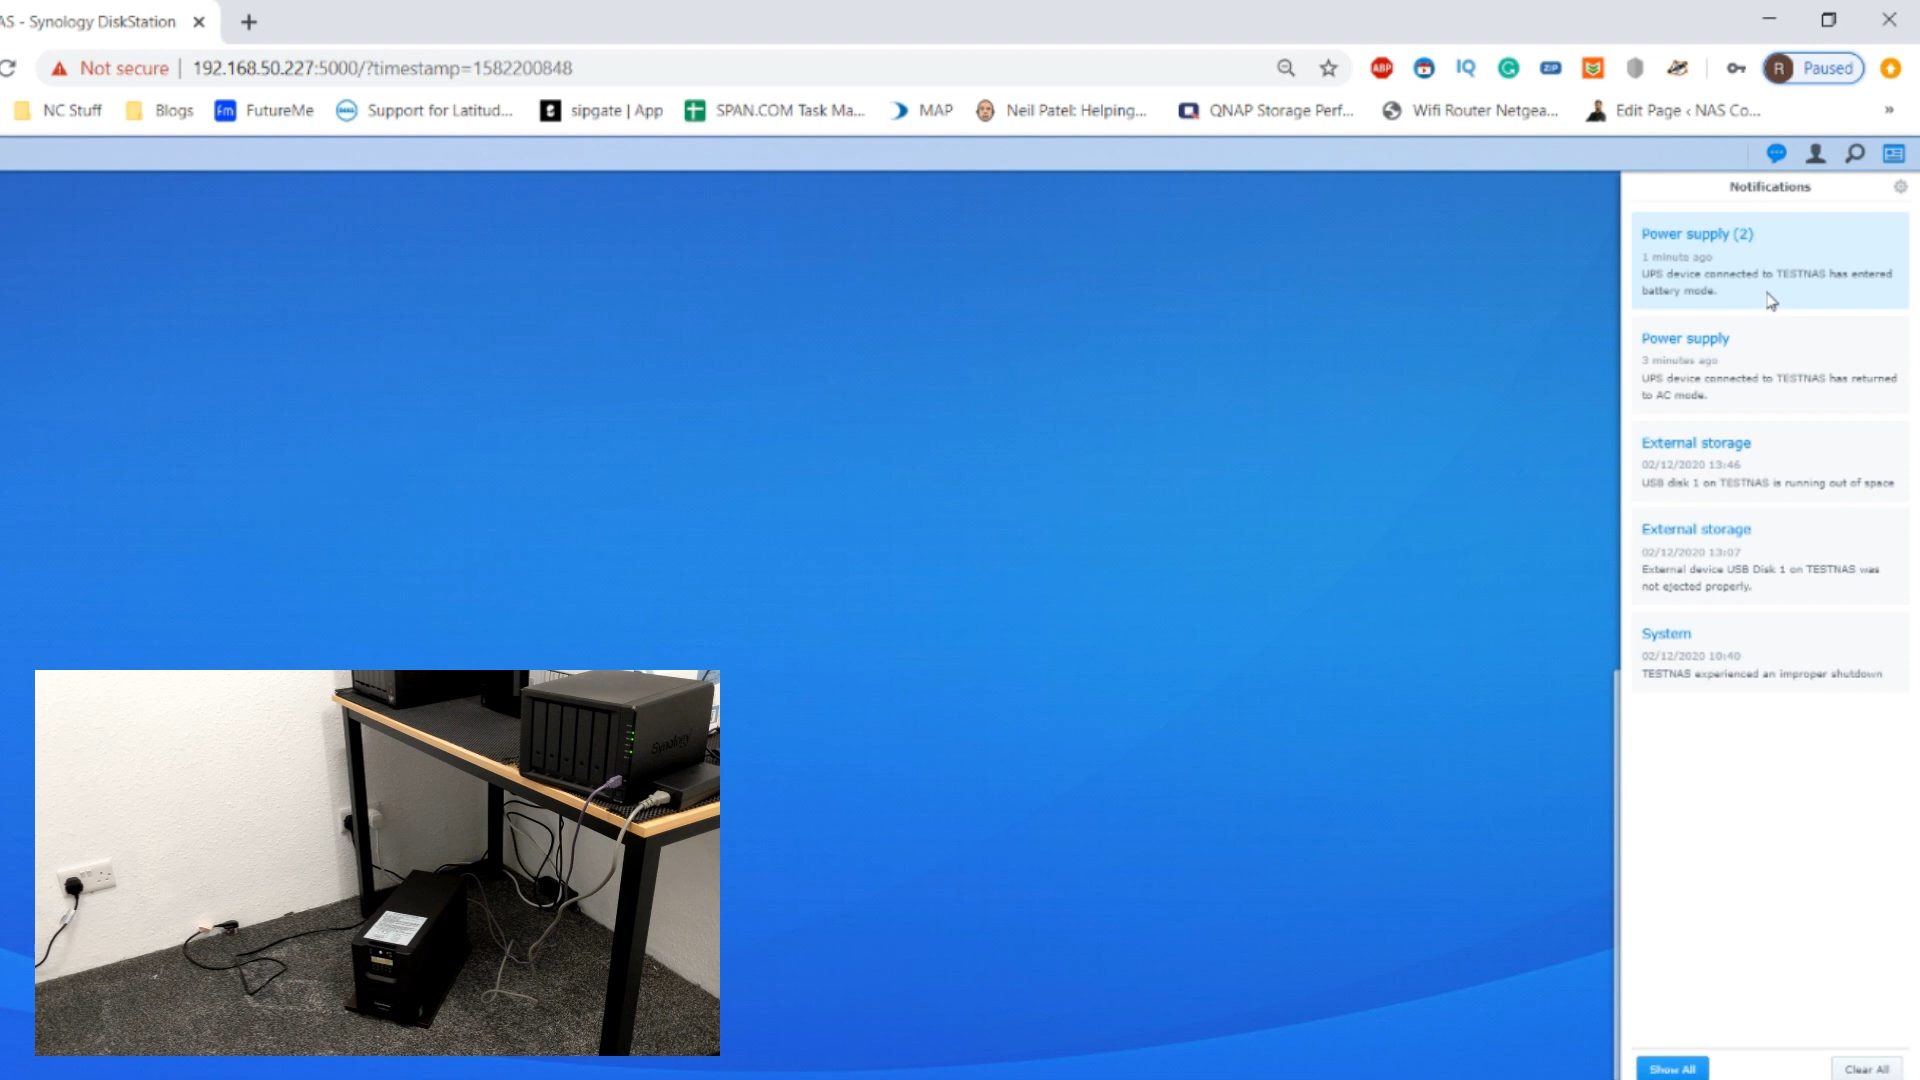 AS - Synology DiskStation
Not secure | 192.168.50.227:5000/?timestamp=1582200848
ABP
IQ
ZIP
R
Paused
NC Stuff
Blogs
Fm FutureMe
Support for Latitud...
sipgate | App
SPAN.COM Task Ma...
MAP
Neil Patel: Helping...
QNAP Storage Perf...
Wifi Router Netgea...
Edit Page ‹ NAS Co...
»
Notifications
Power supply (2)
1 minute ago
UPS device connected to TESTNAS has entered
battery mode.
Power supply
3 minutes ago
UPS device connected to TESTNAS has returned
to AC mode.
External storage
02/12/2020 13:46
USB disk 1 on TESTNAS is running out of space
External storage
02/12/2020 13:07
External device USB Disk 1 on TESTNAS was
not ejected properly.
System
02/12/2020 10:40
TESTNAS experienced an improper shutdown
Synology
Show All
Clear All